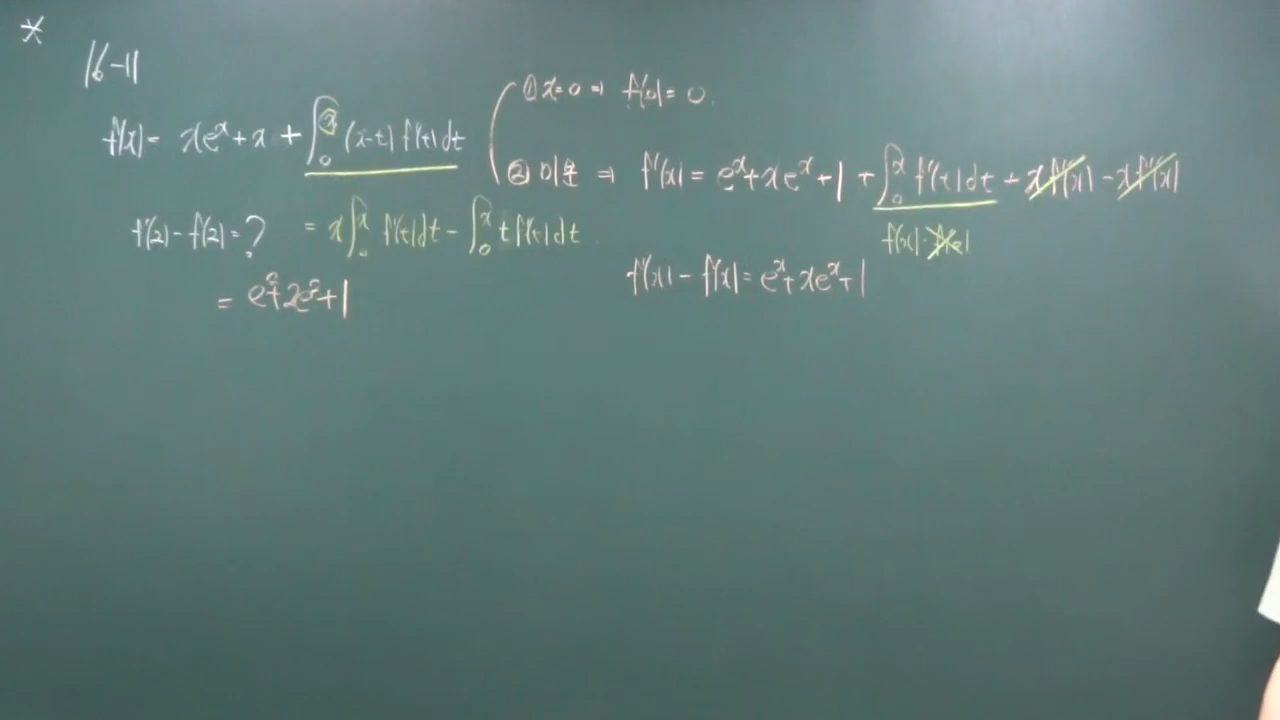 *
16-11
f(x) = xe^x + x + ∫_0^x (x-t) f'(t) dt
f'(2) - f(2) = ?
= x∫_0^x f'(t) dt - ∫_0^x t f'(t) dt
= e^2 + 2e^2 + 1
① x=0 ⇒ f(0) = 0.
② 미분 ⇒ f'(x) = e^x + xe^x + 1 + ∫_0^x f'(t) dt + xf'(x) - xf'(x)
f(x) - f(0)
f'(x) - f(x) = e^x + xe^x + 1